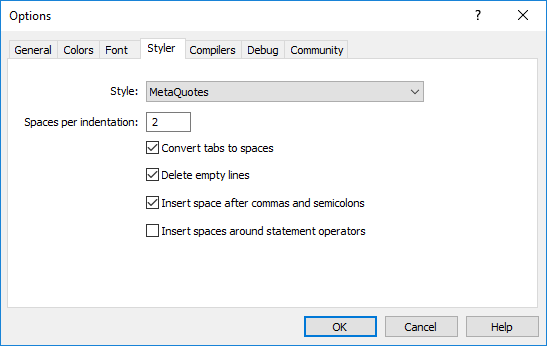 Options ?
General Colors Font Styler Compilers Debug Community
Style: MetaQuotes
Spaces per indentation: 2
Convert tabs to spaces
Delete empty lines
Insert space after commas and semicolons
Insert spaces around statement operators
OK Cancel Help